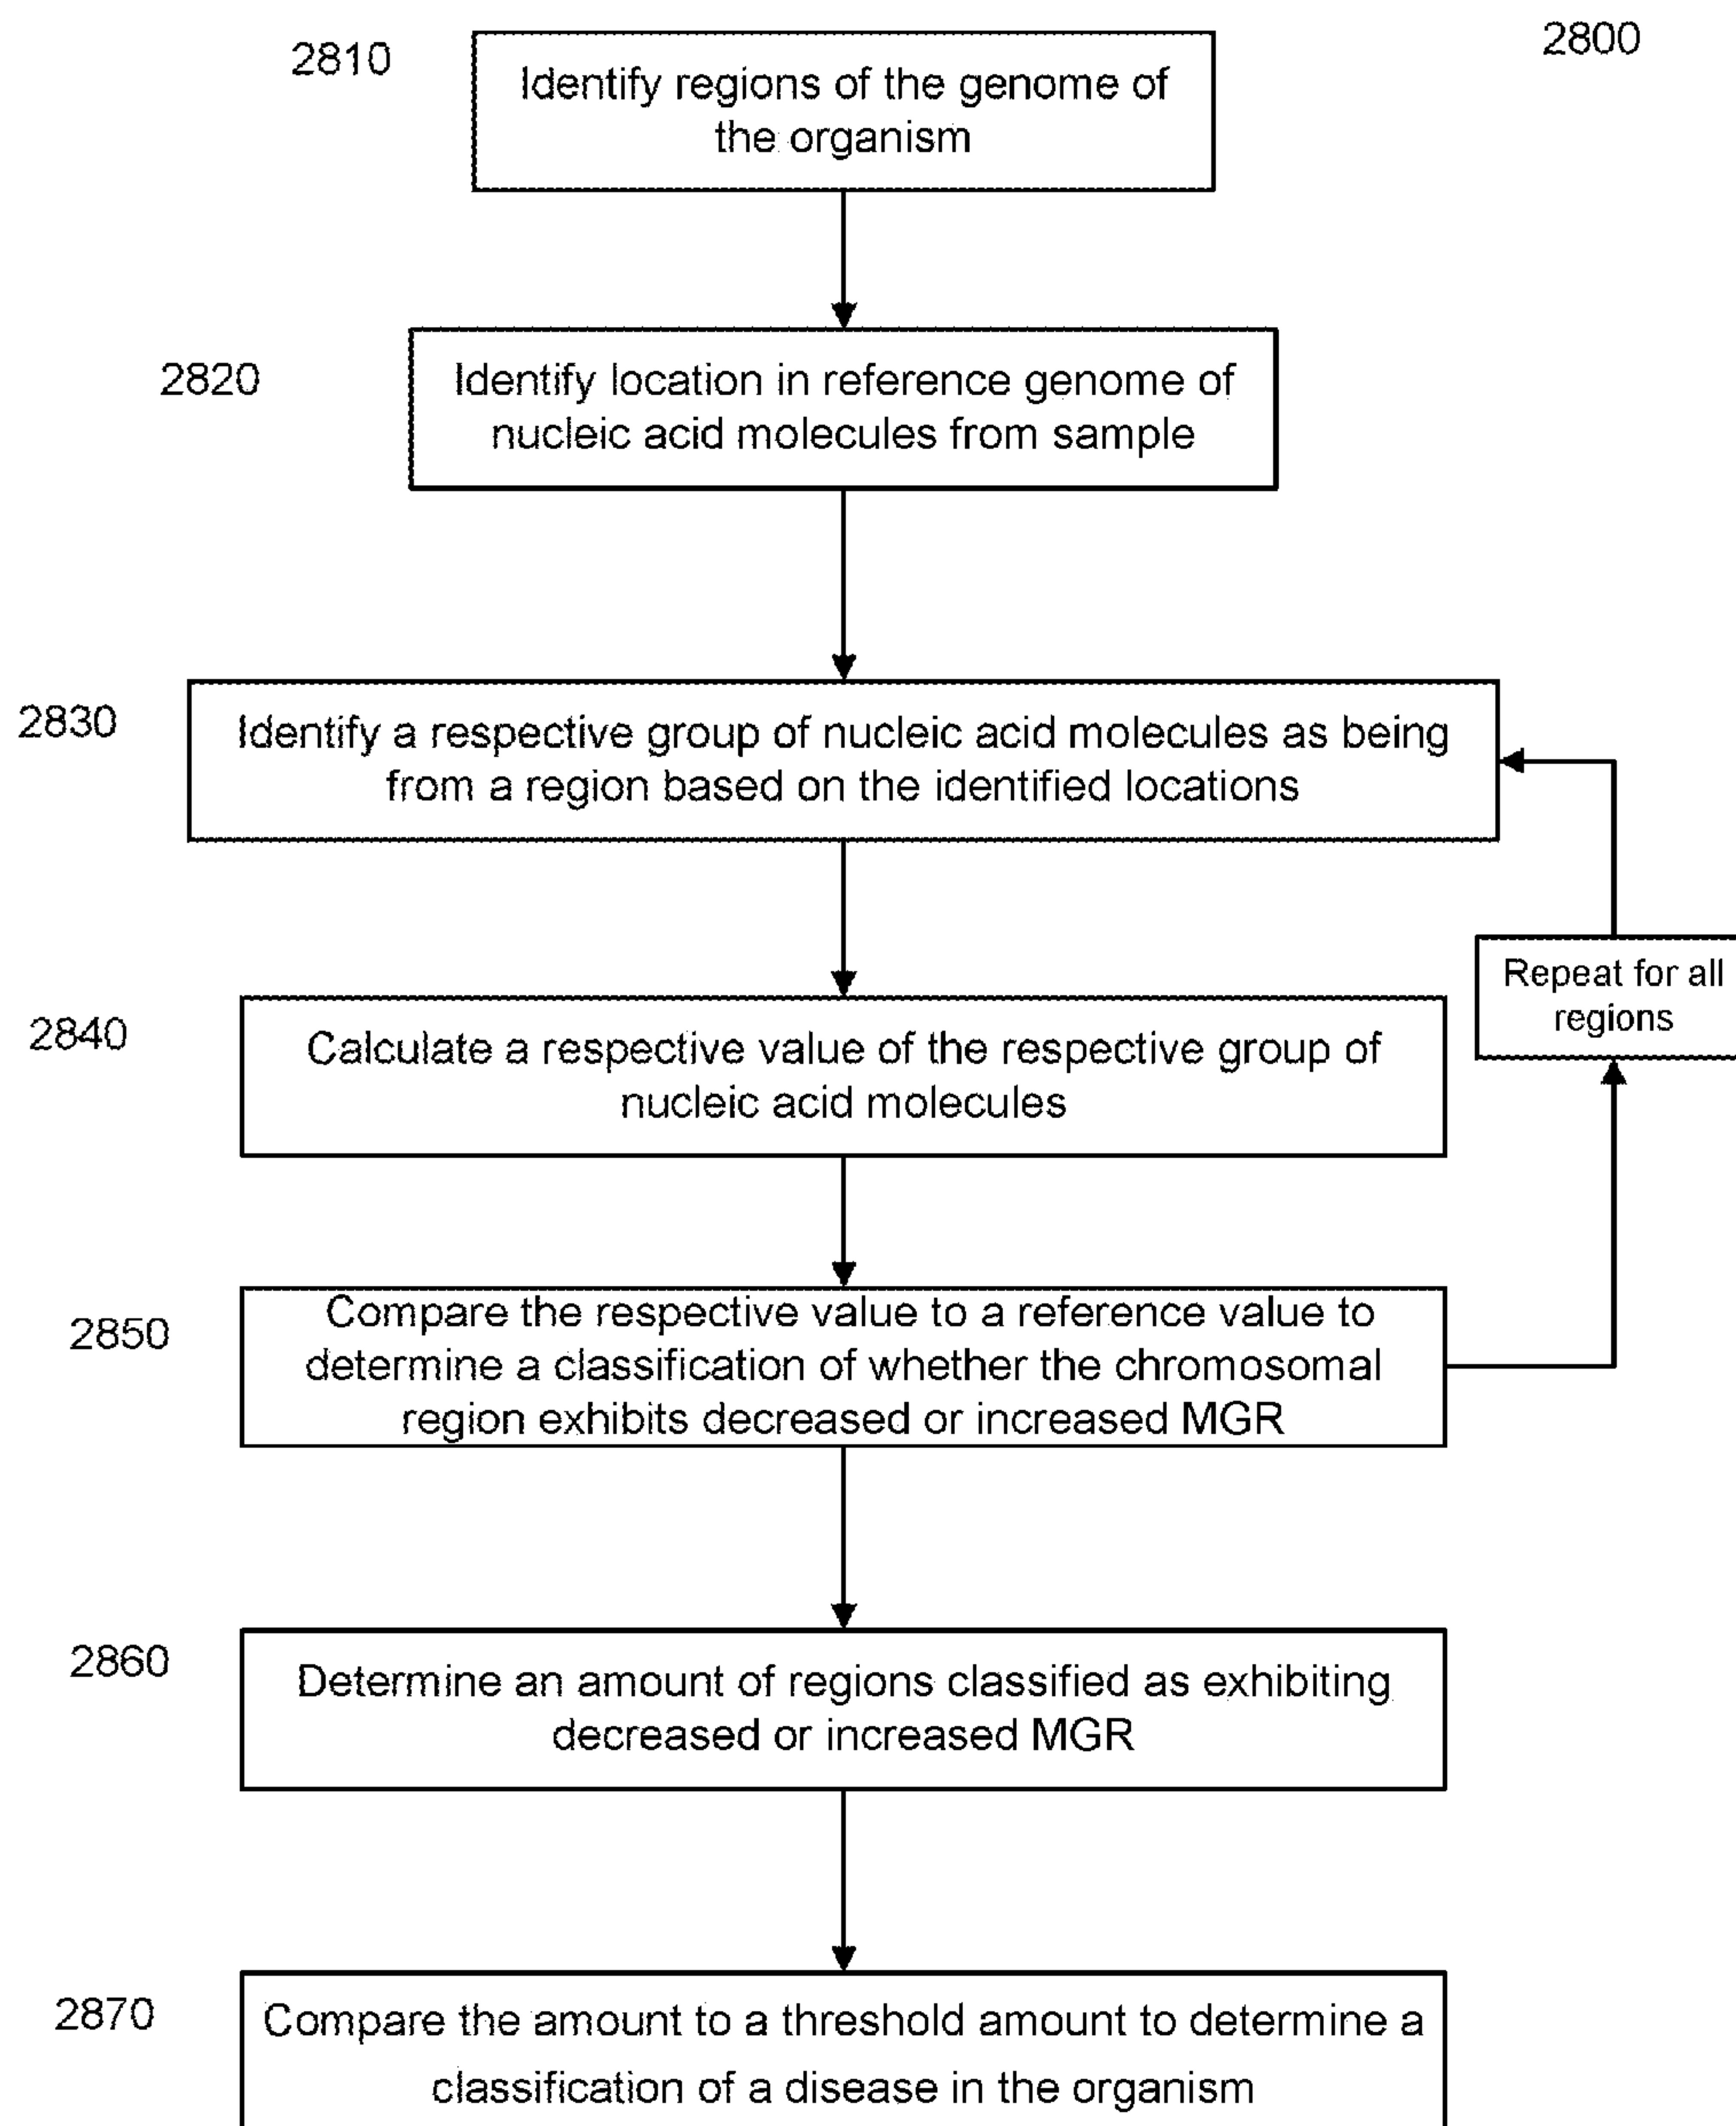 2800
2810
Identify regions of the genome of
the organism
2820
Identify location in reference genome of
nucleic acid molecules from sample
2830
Identify a respective group of nucleic acid molecules as being
from a region based on the identified locations
Repeat for all
regions
2840
Calculate a respective value of the respective group of
nucleic acid molecules
2850
Compare the respective value to a reference value to
determine a classification of whether the chromosomal
region exhibits decreased or increased MGR
2860
Determine an amount of regions classified as exhibiting
decreased or increased MGR
2870
Compare the amount to a threshold amount to determine a
classification of a disease in the organism